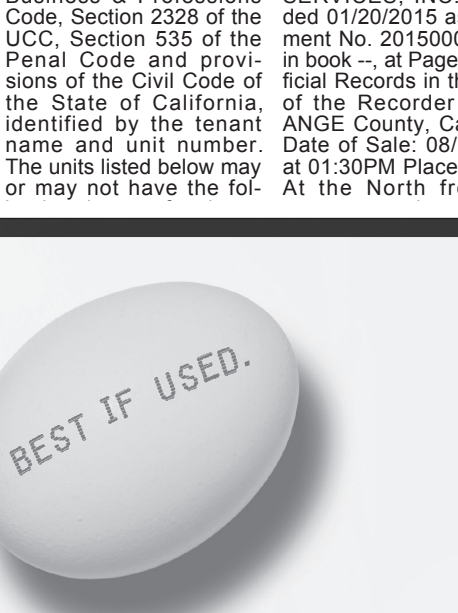 Code, Section 2328 of the
UCC, Section 535 of the
Penal Code and provi-
sions of the Civil Code of
the State of California,
identified by the tenant
name and unit number.
The units listed below may
or may not have the fol-
SERVICES, INC.
ded 01/20/2015 as
ment No. 2015000
in book --, at Page
ficial Records in th
of the Recorder
ANGE County, Ca
Date of Sale: 08/
at 01:30PM Place
At the North fr
BEST IF USED.